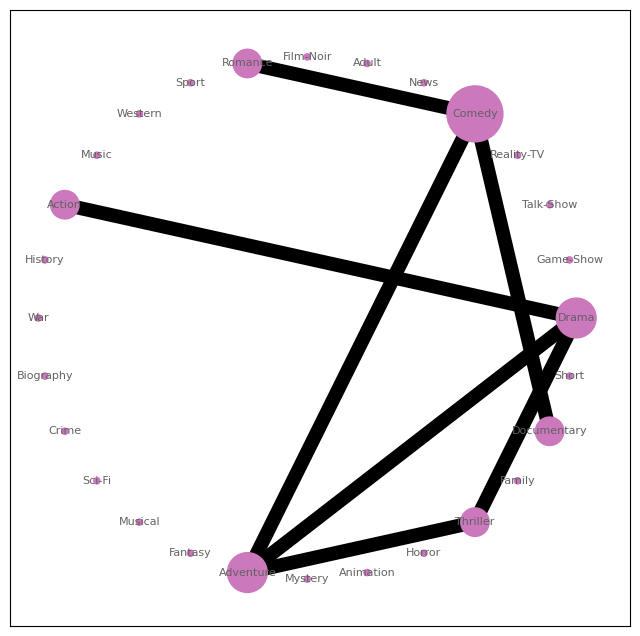 Film-Noir
Romance
Adult
Sport
News
Western
Comedy
Music
Reality-TV
Action
Talk-Show
History
Game-Show
War
Drama
Biography
Short
Crime
Documentary
Sci-Fi
Family
Musical
Thriller
Fantasy
Horror
Adventure
Mystery
Animation